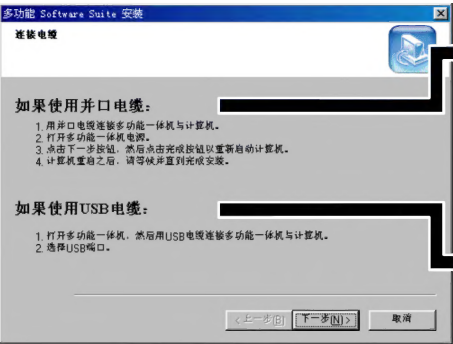 多功能 Software Suite 安装
连接电缆
如果使用并口电缆:
1. 用并口电缆连接多功能一体机与计算机。
2. 打开多功能一体机电源。
3. 点击下一步按钮, 然后点击完成按钮以重新启动计算机。
4. 计算机重启之后, 请等候并直到完成安装。
如果使用USB电缆:
1. 打开多功能一体机, 然后用USB电缆连接多功能一体机与计算机。
2. 选择USB端口。
<上一步(B) 下一步(N)> 取消